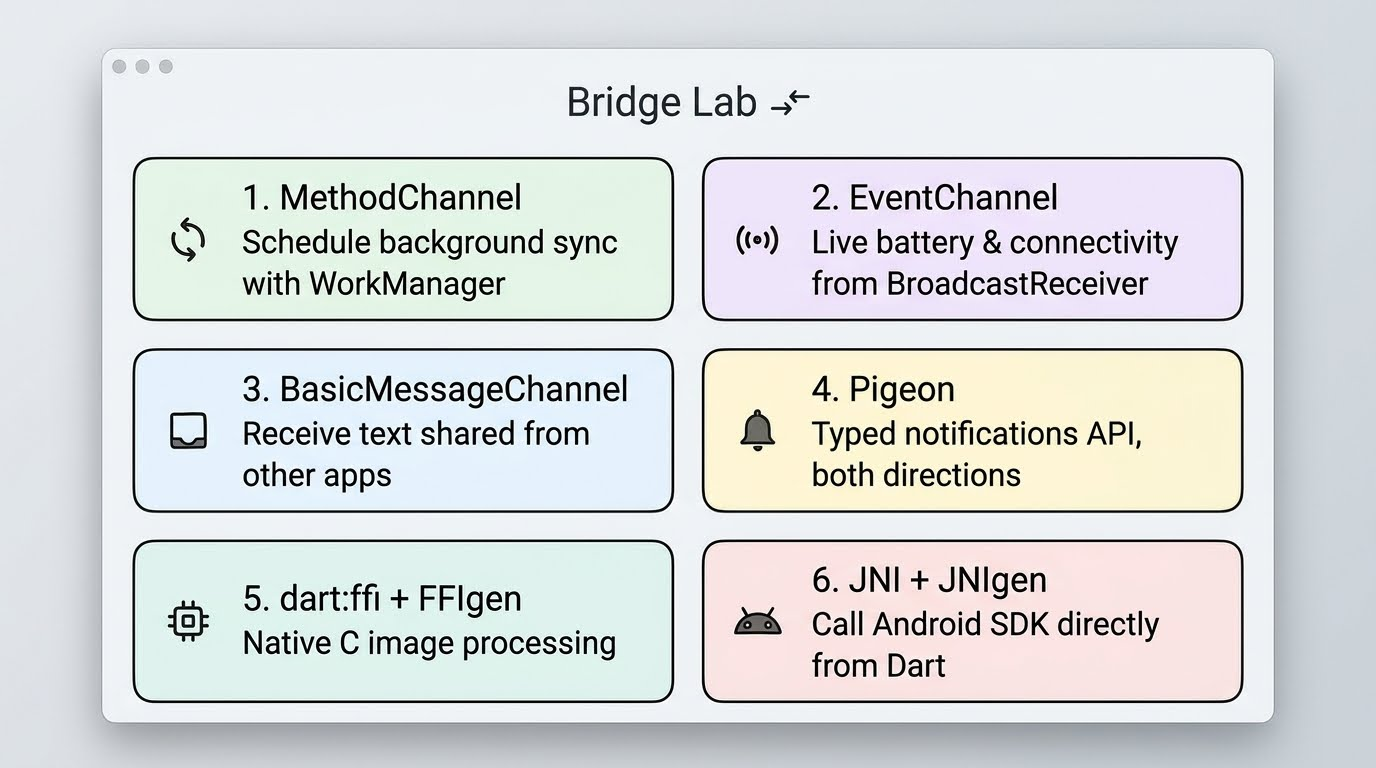 Bridge Lab
1. MethodChannel
Schedule background sync
with WorkManager
2. EventChannel
Live battery & connectivity
from BroadcastReceiver
3. BasicMessageChannel
Receive text shared from
other apps
4. Pigeon
Typed notifications API,
both directions
5. dart:ffi + FFIgen
Native C image processing
6. JNI + JNIgen
Call Android SDK directly
from Dart